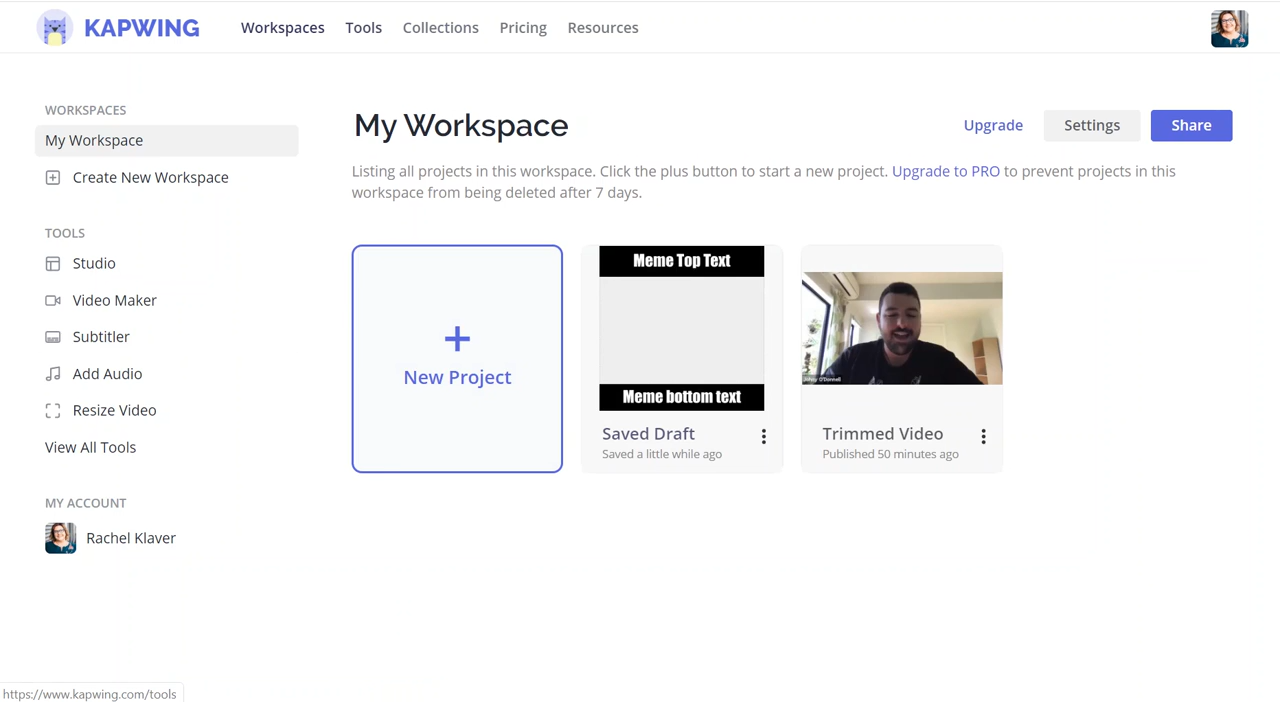 KAPWING Workspaces Tools Collections Pricing Resources
WORKSPACES
My Workspace
Create New Workspace
TOOLS
Studio
Video Maker
Subtitler
Add Audio
Resize Video
View All Tools
MY ACCOUNT
Rachel Klaver
My Workspace
Upgrade Settings Share
Listing all projects in this workspace. Click the plus button to start a new project. Upgrade to PRO to prevent projects in this
workspace from being deleted after 7 days.
New Project
Meme Top Text
Meme bottom text
Saved Draft
Saved a little while ago
Trimmed Video
Published 50 minutes ago
https://www.kapwing.com/tools